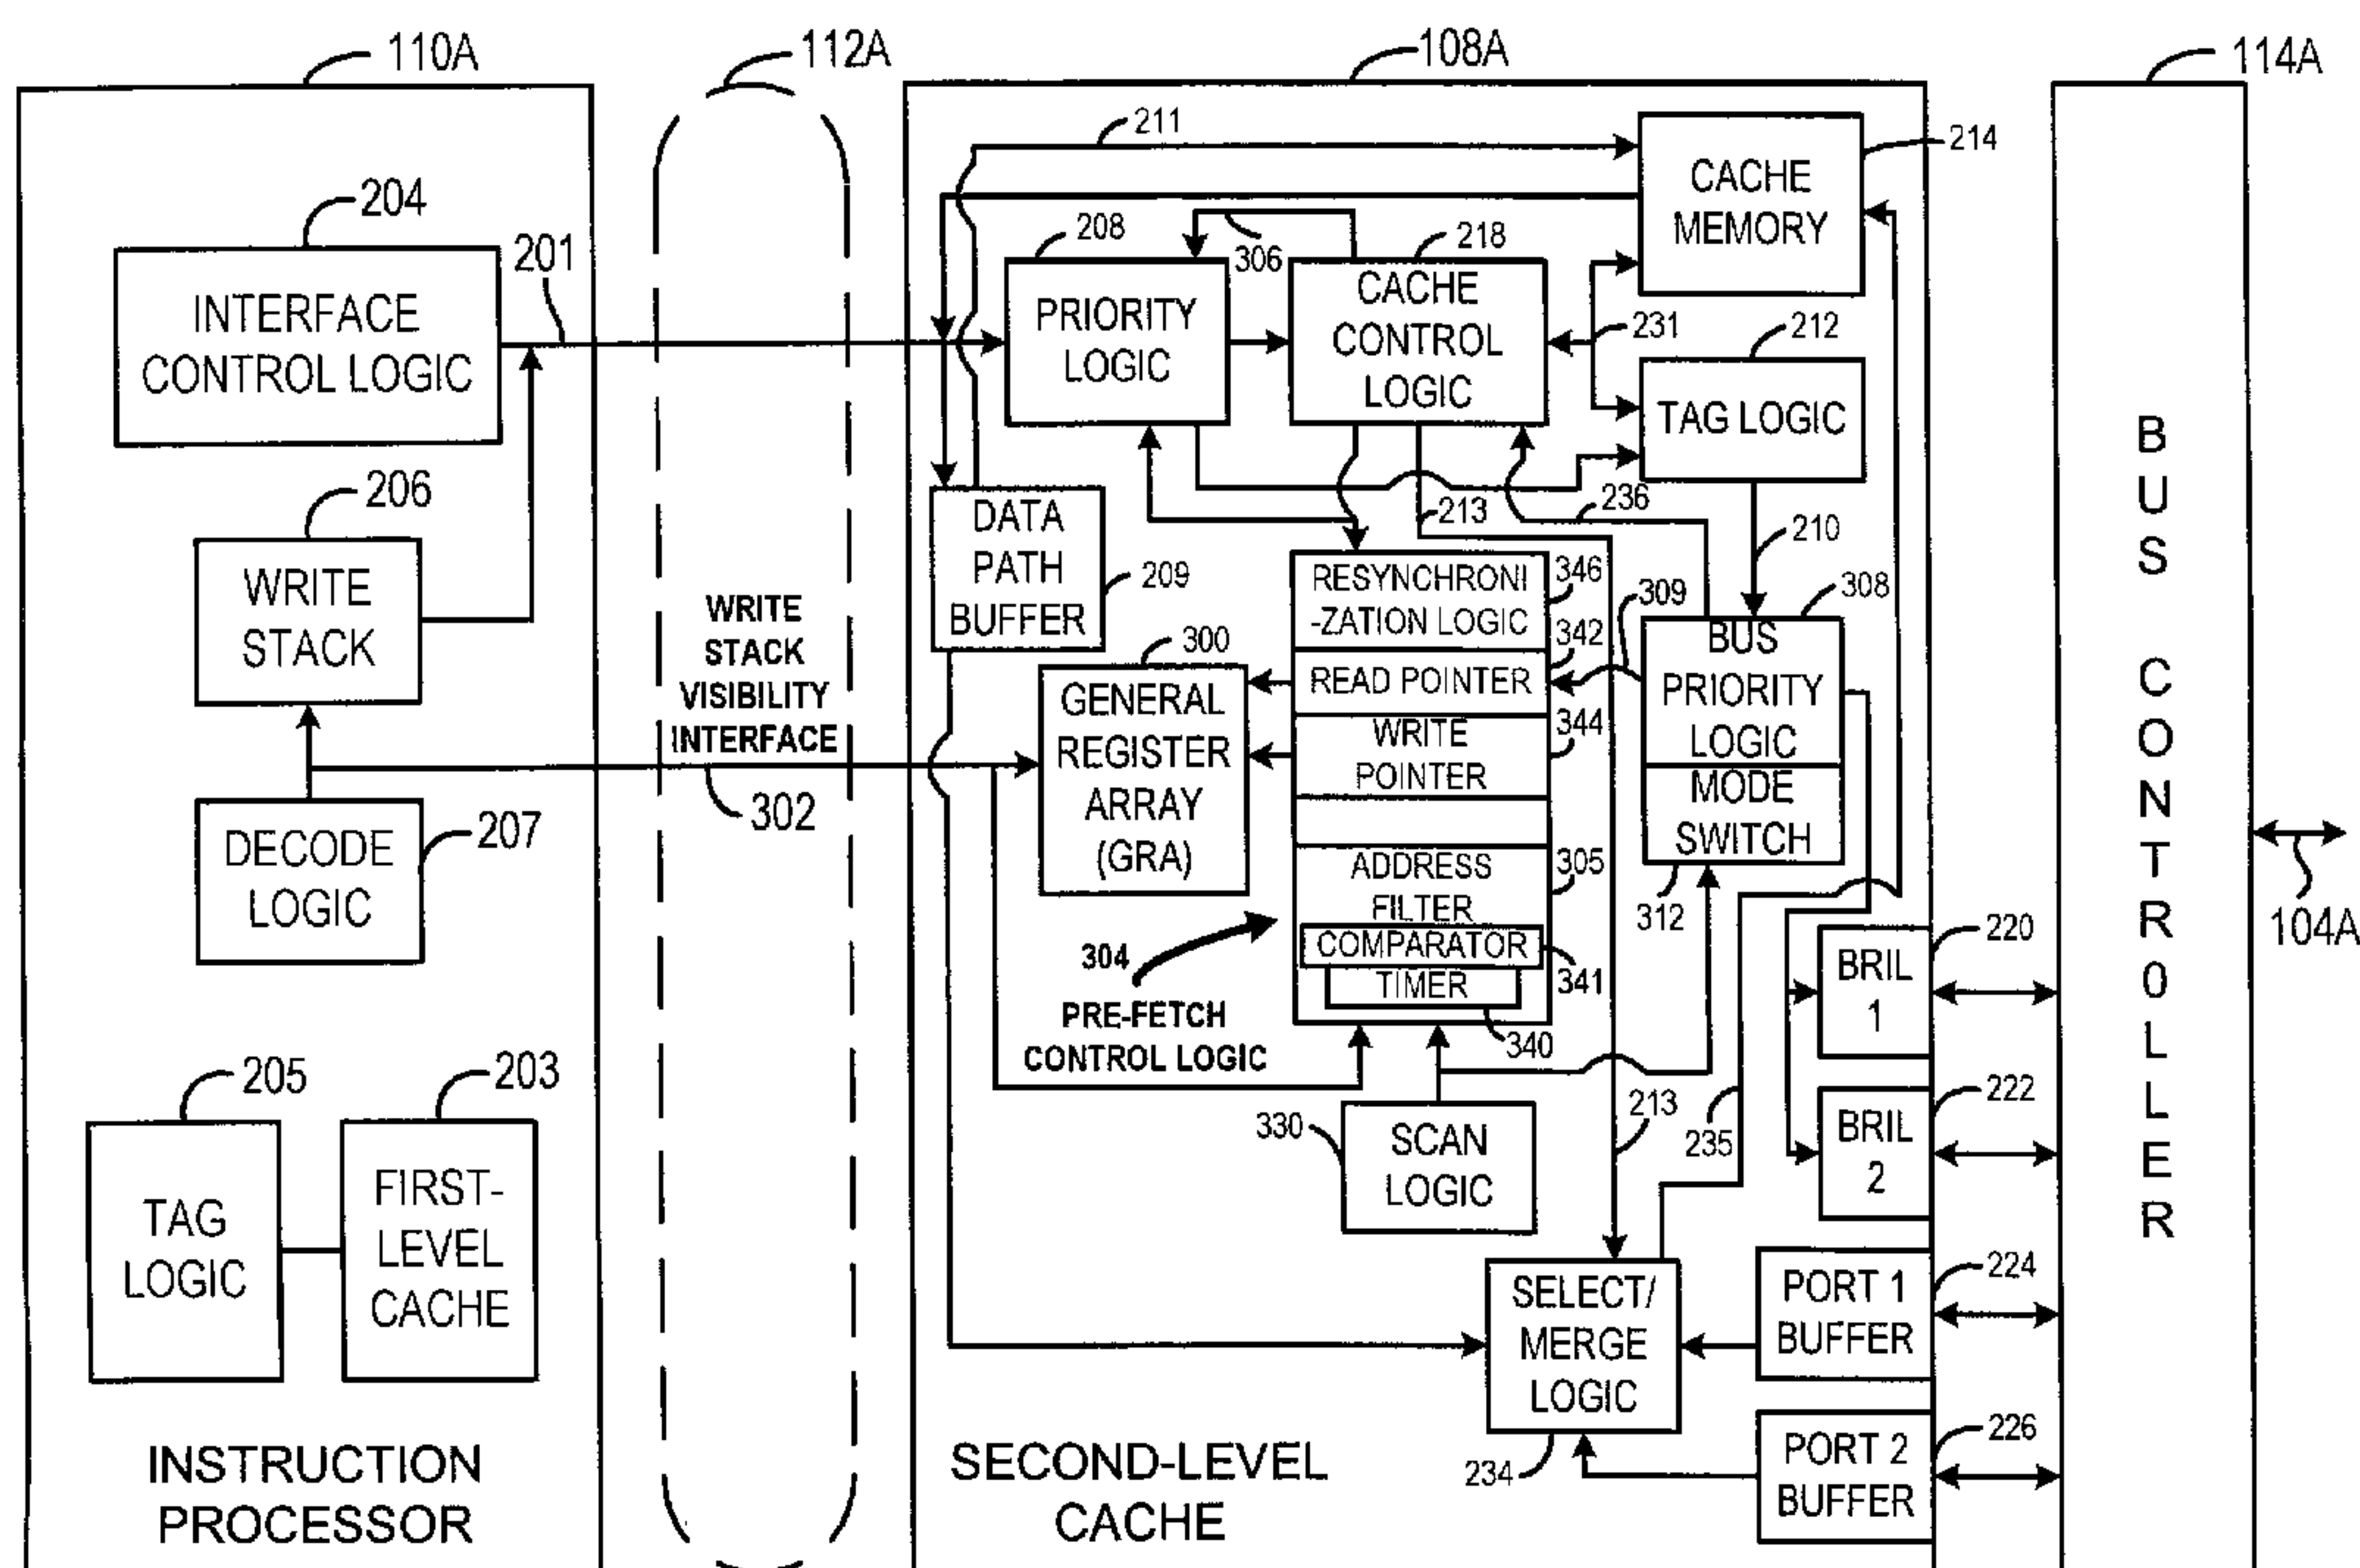 110A
112A
108A
114A
211
CACHE
MEMORY
214
204
201
208
306
218
INTERFACE
CONTROL LOGIC
PRIORITY
LOGIC
CACHE
CONTROL
LOGIC
231
212
TAG LOGIC
206
WRITE
STACK
DATA
PATH
BUFFER
209
213
236
210
RESYNCHRONI
-ZATION LOGIC
346
309
308
WRITE
STACK
VISIBILITY
INTERFACE
300
342
READ POINTER
BUS
PRIORITY
LOGIC
GENERAL
REGISTER
ARRAY
(GRA)
WRITE
POINTER
344
MODE
SWITCH
302
DECODE
LOGIC
207
ADDRESS
FILTER
305
312
COMPARATOR
341
TIMER
340
304
PRE-FETCH
CONTROL LOGIC
220
BRIL
1
104A
205
203
TAG
LOGIC
FIRST-
LEVEL
CACHE
330
SCAN
LOGIC
213
235
222
BRIL
2
SELECT/
MERGE
LOGIC
234
PORT 1
BUFFER
224
PORT 2
BUFFER
226
INSTRUCTION
PROCESSOR
SECOND-LEVEL
CACHE
B
U
S
C
O
N
T
R
O
L
L
E
R